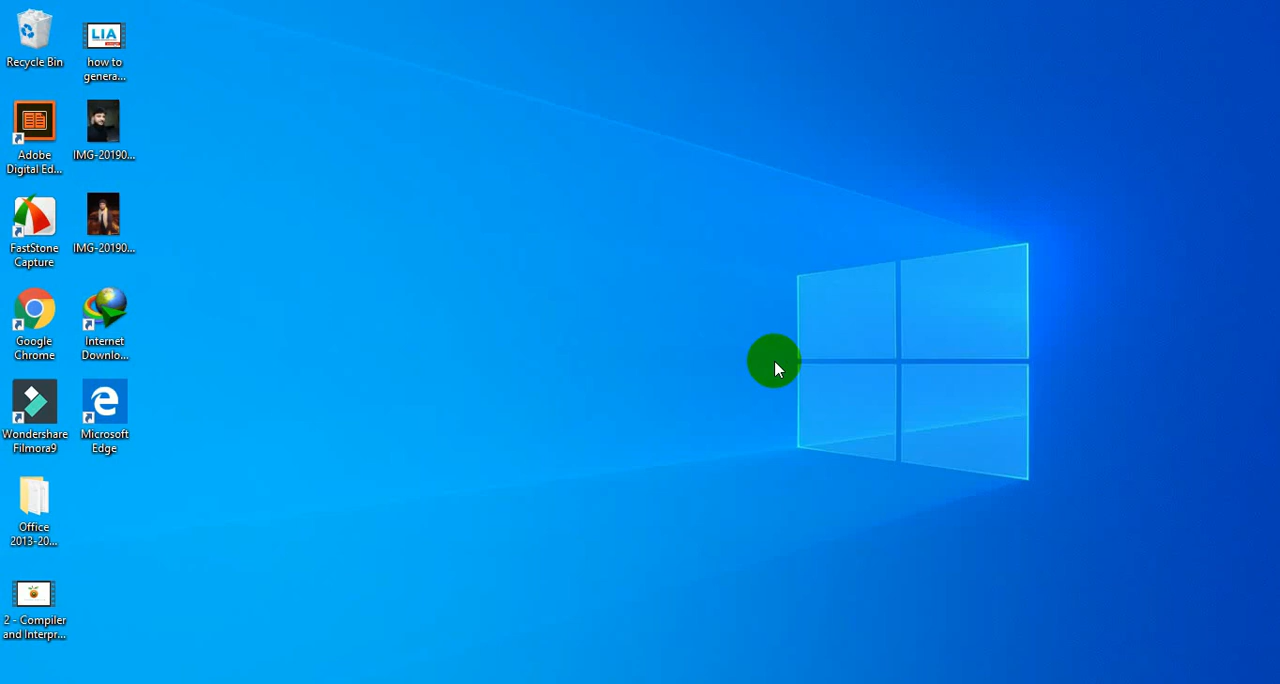 Recycle Bin
Adobe
Digital Ed...
FastStone
Capture
Google
Chrome
Wondershare
Filmora9
Office
2013-20...
2 - Compiler
and Interpr...
LIA
how to
genera...
IMG-20190...
IMG-20190...
Internet
Downlo...
Microsoft
Edge